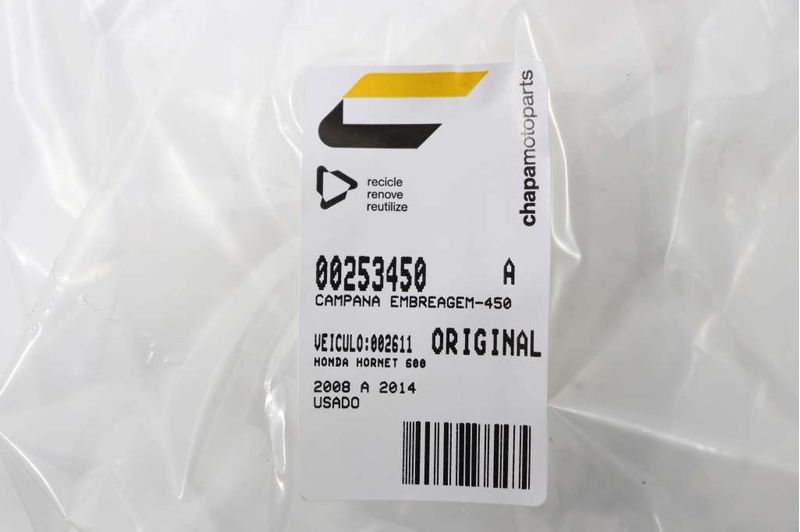 chapamotoparts
recicle
renove
reutilize
00253450 A
CAMPANA EMBREAGEM-450
VEICULO:002611 ORIGINAL
HONDA HORNET 600
2008 A 2014
USADO